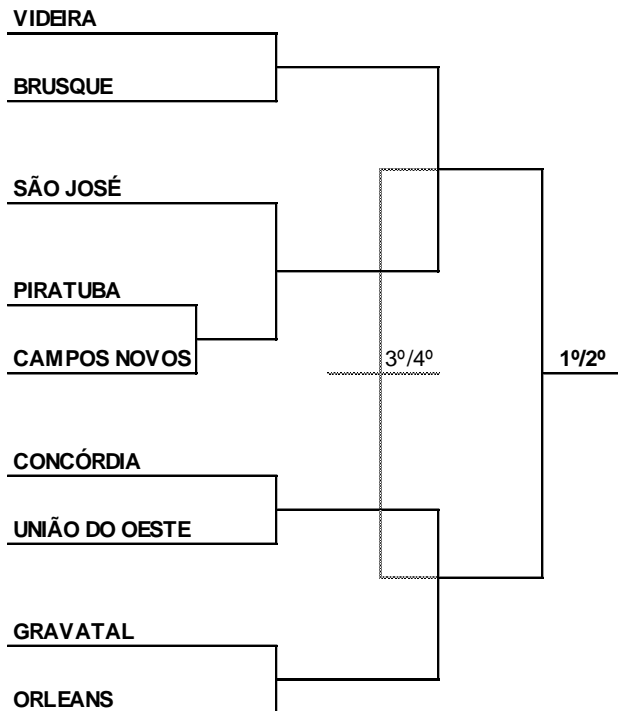 VIDEIRA
BRUSQUE
SÃO JOSÉ
PIRATUBA
CAMPOS NOVOS
3º/4º
1º/2º
CONCÓRDIA
UNIÃO DO OESTE
GRAVATAL
ORLEANS